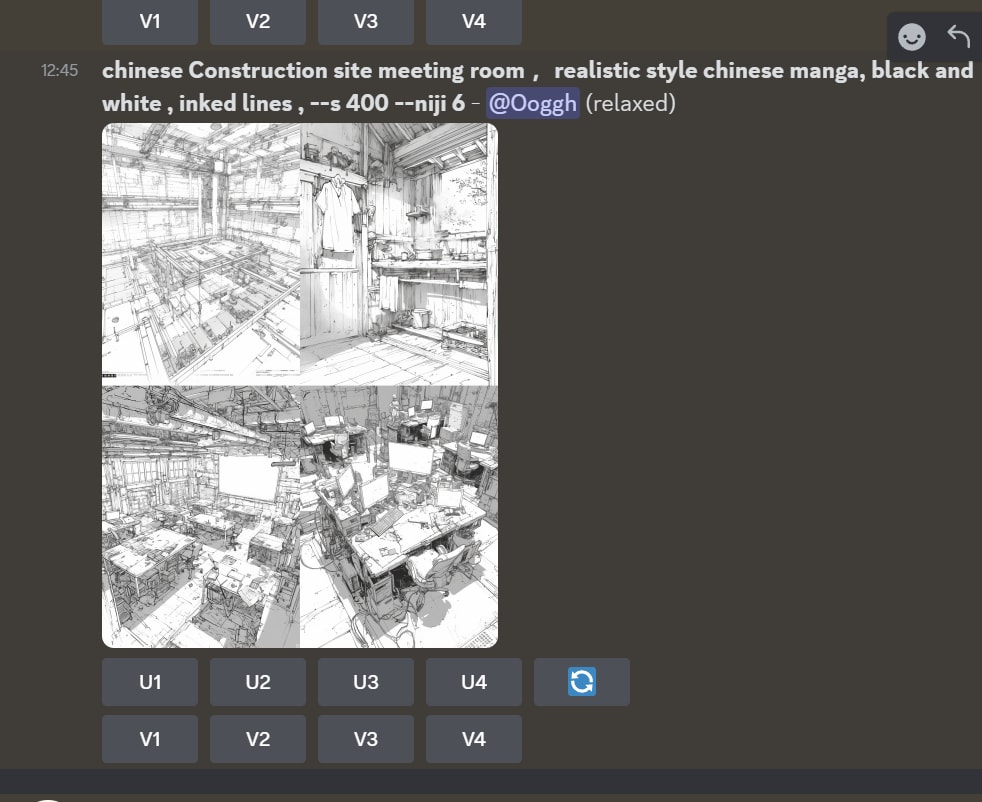 V1 V2 V3 V4
12:45 chinese Construction site meeting room ， realistic style chinese manga, black and
white , inked lines , --s 400 --niji 6 - @Ooggh (relaxed)
U1 U2 U3 U4
V1 V2 V3 V4